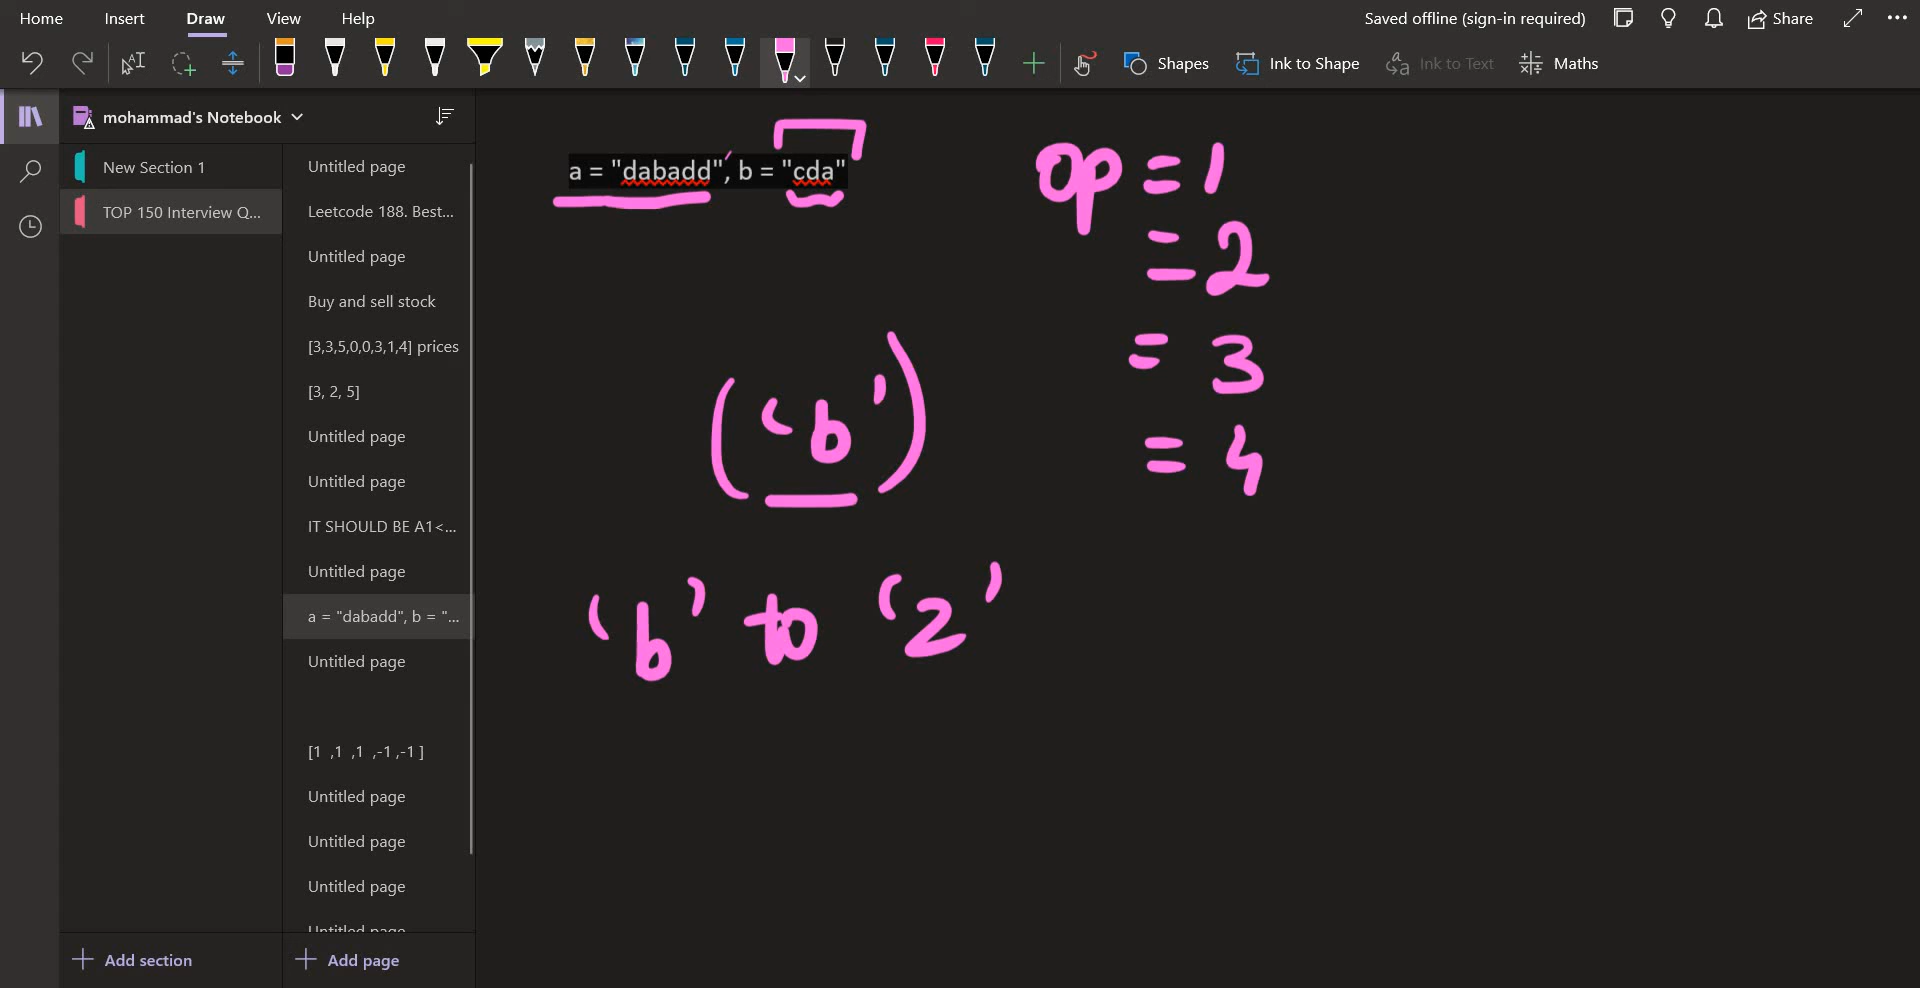 Home Insert Draw View Help Saved offline (sign-in required) Share
Shapes Ink to Shape Ink to Text Maths
mohammad's Notebook
New Section 1
TOP 150 Interview Q...
Untitled page
Leetcode 188. Best...
Untitled page
Buy and sell stock
[3,3,5,0,0,3,1,4] prices
[3, 2, 5]
Untitled page
Untitled page
IT SHOULD BE A1<...
Untitled page
a = "dabadd", b = "...
Untitled page
[1 ,1 ,1 ,-1 ,-1 ]
Untitled page
Untitled page
Untitled page
Untitled page
Add section
Add page
a = "dabadd", b = "cda"
op = 1
= 2
= 3
= 4
('b')
'b' to '2'